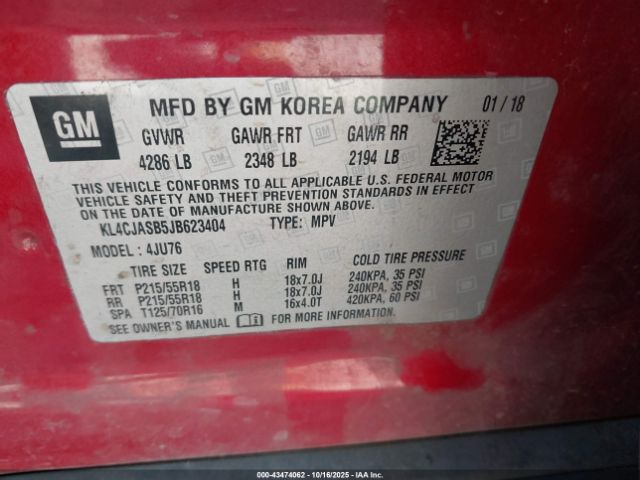 GM
MFD BY GM KOREA COMPANY 01 / 18
GVWR GAWR FRT GAWR RR
4286 LB 2348 LB 2194 LB
THIS VEHICLE CONFORMS TO ALL APPLICABLE U.S. FEDERAL MOTOR
VEHICLE SAFETY AND THEFT PREVENTION STANDARDS IN EFFECT
ON THE DATE OF MANUFACTURE SHOWN ABOVE.
KL4CJASB5JB623404 TYPE: MPV
MODEL : 4JU76
TIRE SIZE SPEED RTG RIM COLD TIRE PRESSURE
FRT P215/55R18 H 18x7.0J 240KPA, 35 PSI
RR P215/55R18 H 18x7.0J 240KPA, 35 PSI
SPA T125/70R16 M 16x4.0T 420KPA, 60 PSI
SEE OWNER'S MANUAL FOR MORE INFORMATION.
000-43474062 - 10/16/2025 - IAA Inc.